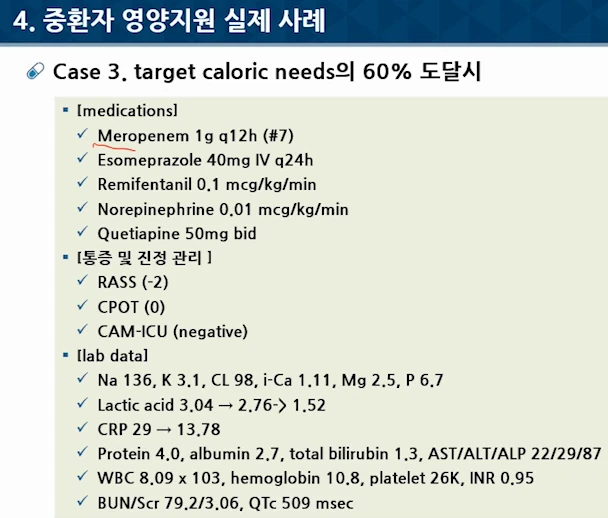 4. 중환자 영양지원 실제 사례
Case 3. target caloric needs의 60% 도달시
[medications]
Meropenem 1g q12h (#7)
Esomeprazole 40mg IV q24h
Remifentanil 0.1 mcg/kg/min
Norepinephrine 0.01 mcg/kg/min
Quetiapine 50mg bid
[통증 및 진정 관리 ]
RASS (-2)
CPOT (0)
CAM-ICU (negative)
[lab data]
Na 136, K 3.1, CL 98, i-Ca 1.11, Mg 2.5, P 6.7
Lactic acid 3.04 → 2.76-> 1.52
CRP 29 → 13.78
Protein 4.0, albumin 2.7, total bilirubin 1.3, AST/ALT/ALP 22/29/87
WBC 8.09 x 103, hemoglobin 10.8, platelet 26K, INR 0.95
BUN/Scr 79.2/3.06, QTc 509 msec